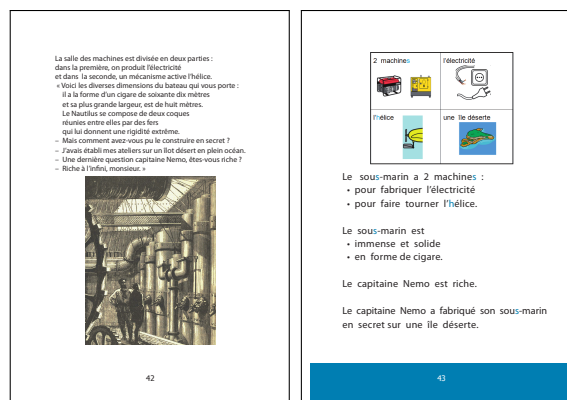 La salle des machines est divisée en deux parties :
dans la première, on produit l'électricité
et dans la seconde, un mécanisme active l'hélice.
« Voici les diverses dimensions du bateau qui vous porte :
il a la forme d'un cigare de soixante dix mètres
et sa plus grande largeur, est de huit mètres.
Le Nautilus se compose de deux coques
réunies entre elles par des fers
qui lui donnent une rigidité extrême.
– Mais comment avez-vous pu le construire en secret ?
– J'avais établi mes ateliers sur un îlot désert en plein océan.
– Une dernière question capitaine Nemo, êtes-vous riche ?
– Riche à l'infini, monsieur. »
42
2 machines
l'électricité
l'hélice
une île déserte
Le sous-marin a 2 machines :
• pour fabriquer l'électricité
• pour faire tourner l'hélice.
Le sous-marin est
• immense et solide
• en forme de cigare.
Le capitaine Nemo est riche.
Le capitaine Nemo a fabriqué son sous-marin
en secret sur une île déserte.
43